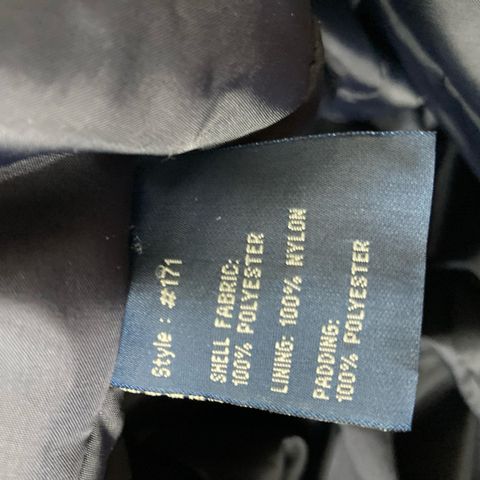 Style : #171
SHELL FABRIC:
100% POLYESTER
LINING: 100% NYLON
PADDING:
100% POLYESTER